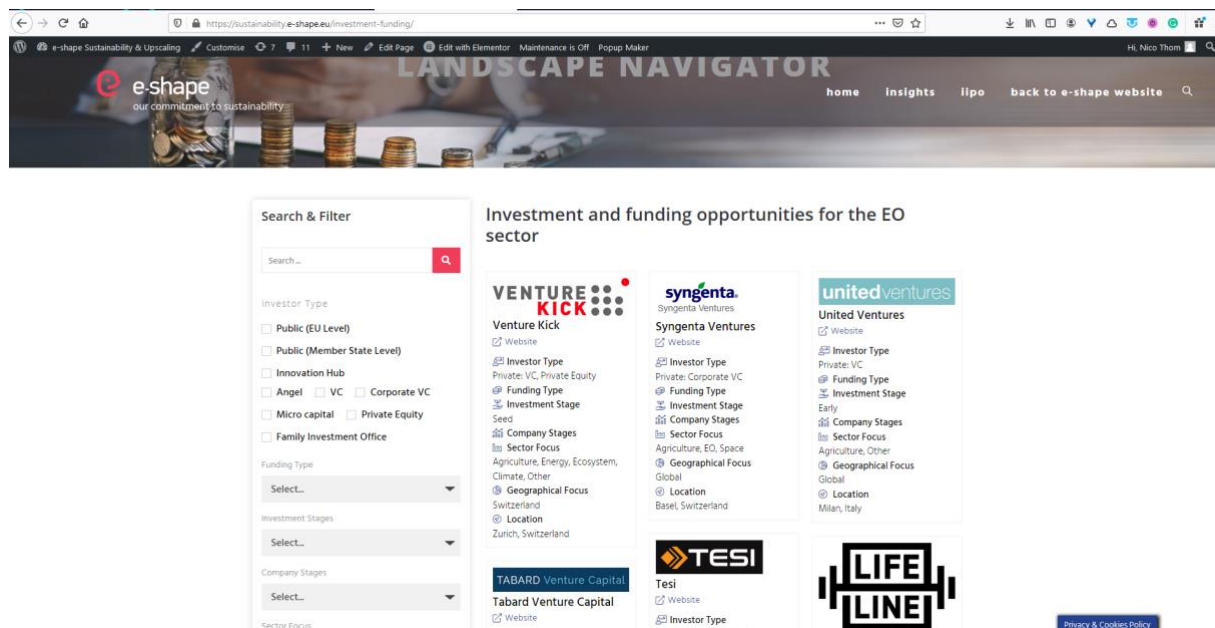 https://sustainability.e-shape.eu/investment-funding/
e-shape Sustainability & Upscaling Customise 7 11 + New Edit Page Edit with Elementor Maintenance is Off Popup Maker Hi, Nico Thom
LANDSCAPE NAVIGATOR
e-shape
our commitment to sustainability
home insights iipo back to e-shape website
Search & Filter
Search ...
Investor Type
Public (EU Level)
Public (Member State Level)
Innovation Hub
Angel VC Corporate VC
Micro capital Private Equity
Family Investment Office
Funding Type
Select...
Investment Stages
Select...
Company Stages
Select...
Sector Focus
Investment and funding opportunities for the EO
sector
VENTURE
KICK
Venture Kick
Website
Investor Type
Private: VC, Private Equity
Funding Type
Investment Stage
Seed
Company Stages
Sector Focus
Agriculture, Energy, Ecosystem,
Climate, Other
Geographical Focus
Switzerland
Location
Zurich, Switzerland
syngenta.
Syngenta Ventures
Syngenta Ventures
Website
Investor Type
Private: Corporate VC
Funding Type
Investment Stage
Company Stages
Sector Focus
Agriculture, EO, Space
Geographical Focus
Global
Location
Basel, Switzerland
unitedventures
United Ventures
Website
Investor Type
Private: VC
Funding Type
Investment Stage
Early
Company Stages
Sector Focus
Agriculture, Other
Geographical Focus
Global
Location
Milan, Italy
TABARD Venture Capital
Tabard Venture Capital
Website
TESI
Tesi
Website
Investor Type
LIFE
LINE
Privacy & Cookies Policy